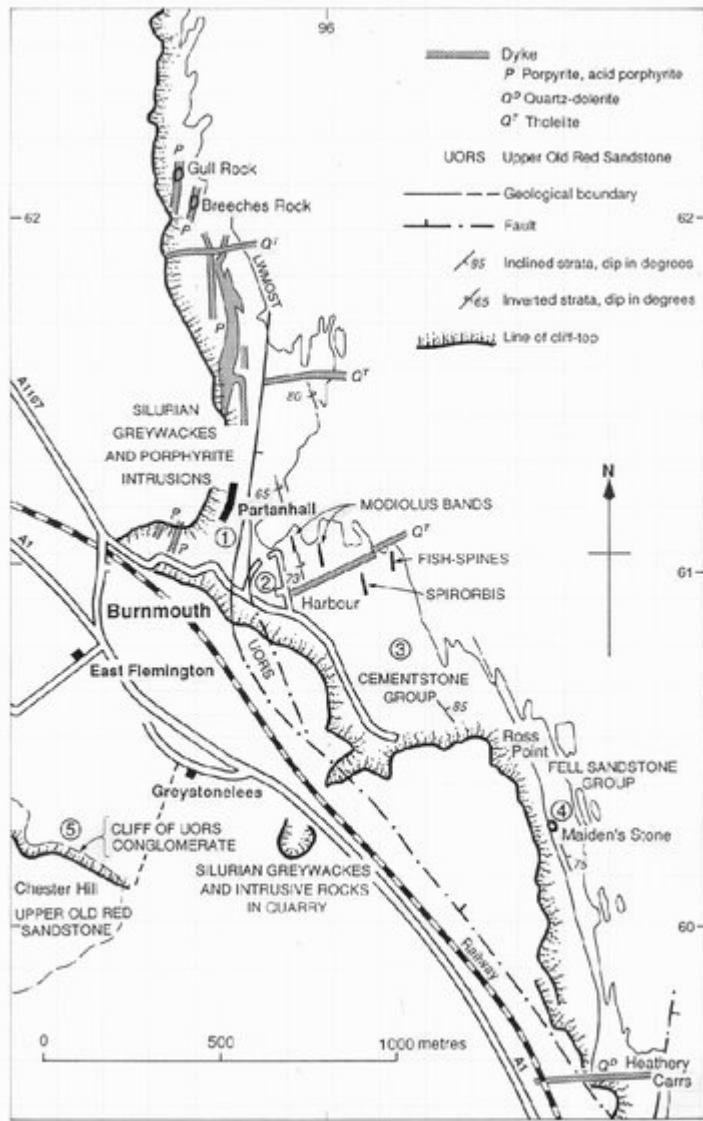 96
Dyke
P Porpyrite, acid porphyrite
Q^D Quartz-dolerite
Q^T Tholeiite
UORS Upper Old Red Sandstone
Geological boundary
Fault
85 Inclined strata, dip in degrees
65 Inverted strata, dip in degrees
Line of cliff-top
P
Gull Rock
Breeches Rock
P
62
62
Q^T
LWMOST
P
Q^T
80
A1107
SILURIAN
GREYWACKES
AND PORPHYRITE
INTRUSIONS
N
65
Partanhall
MODIOLUS BANDS
P
P
1
Q^T
A1
FISH-SPINES
2
73
61
SPIRORBIS
Harbour
Burnmouth
UORS
3
East Flemington
CEMENTSTONE
GROUP
85
Ross
Point
FELL SANDSTONE
GROUP
Greystonelees
4
5
CLIFF OF UORS
CONGLOMERATE
Maiden's Stone
75
Chester Hill
SILURIAN GREYWACKES
AND INTRUSIVE ROCKS
IN QUARRY
UPPER OLD RED
SANDSTONE
60
Railway
0 500 1000 metres
A1
Q^D
Heathery
Carrs